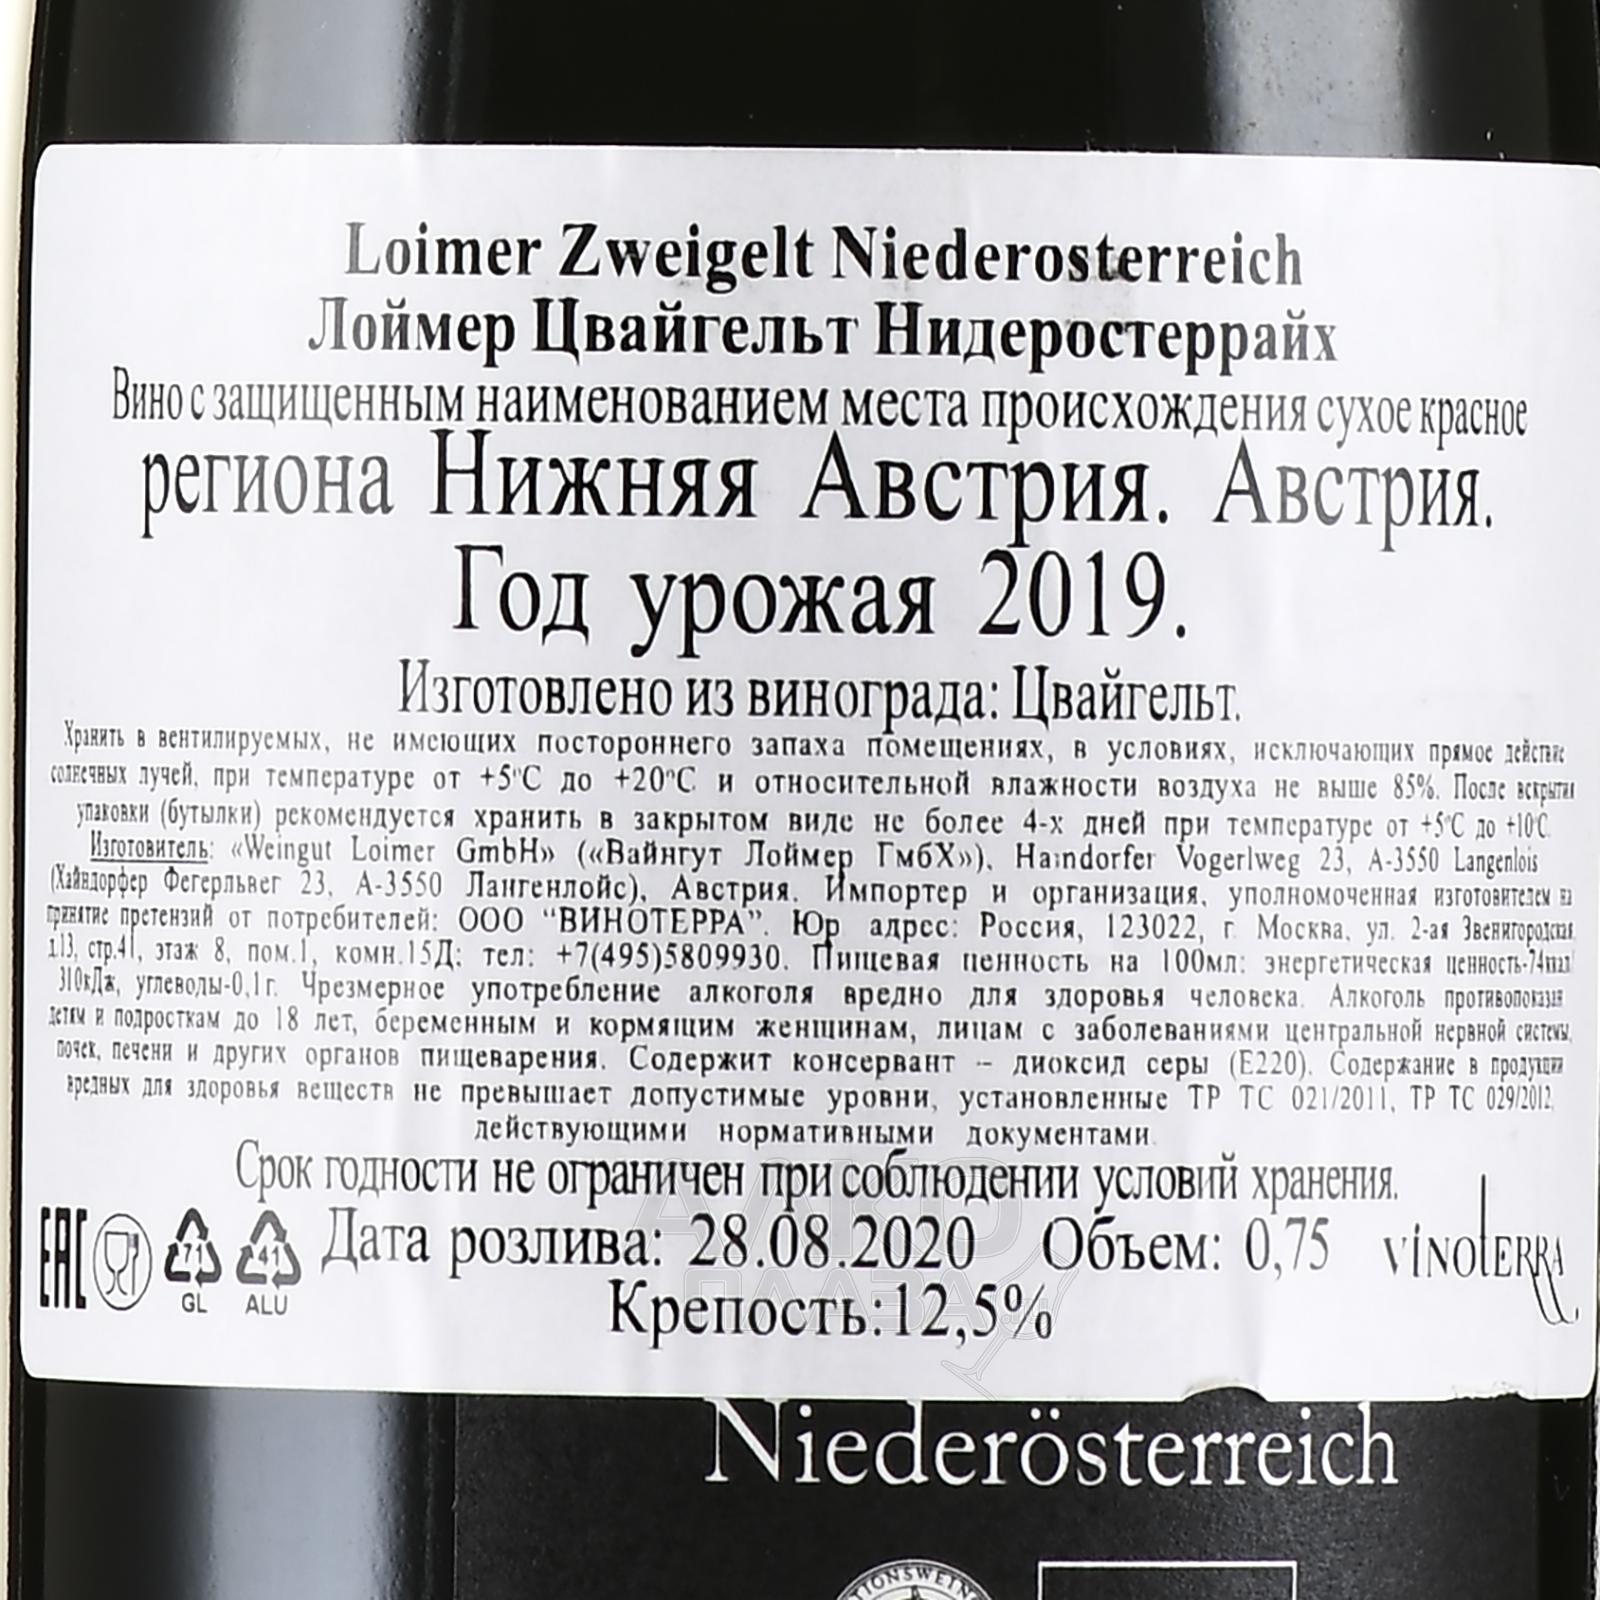 Loimer Zweigelt Niederosterreich
Лоймер Цвайгельт Нидеростеррайх
Вино с защищенным наименованием места происхождения сухое красное
региона Нижняя Австрия. Австрия.
Год урожая 2019.
Изготовлено из винограда: Цвайгельт.
Хранить в вентилируемых, не имеющих постороннего запаха помещениях, в условиях, исключающих прямое действие
солнечных лучей, при температуре от +5°C до +20°C и относительной влажности воздуха не выше 85%. После вскрытия
упаковки (бутылки) рекомендуется хранить в закрытом виде не более 4-х дней при температуре от +5°C до +10°C.
Изготовитель: «Weingut Loimer GmbH» («Вайнгут Лоймер ГмбХ»), Haindorfer Vogerlweg 23, A-3550 Langenlois
(Хайндорфер Фегерльвег 23, А-3550 Лангенлойс), Австрия. Импортер и организация, уполномоченная изготовителем на
принятие претензий от потребителей: ООО "ВИНОТЕРРА". Юр адрес: Россия, 123022, г. Москва, ул. 2-ая Звенигородская
д.13, стр.41, этаж 8, пом.1, комн.15Д; тел: +7(495)5809930. Пищевая ценность на 100мл: энергетическая ценность-74ккал/
310кДж, углеводы-0,1г. Чрезмерное употребление алкоголя вредно для здоровья человека. Алкоголь противопоказан
детям и подросткам до 18 лет, беременным и кормящим женщинам, лицам с заболеваниями центральной нервной системы,
почек, печени и других органов пищеварения. Содержит консервант – диоксид серы (Е220). Содержание в продукции
вредных для здоровья веществ не превышает допустимые уровни, установленные ТР ТС 021/2011, ТР ТС 029/2012,
действующими нормативными документами.
Срок годности не ограничен при соблюдении условий хранения.
EAC 71 GL 41 ALU Дата розлива: 28.08.2020 Объем: 0,75 VINOTERRA
Крепость:12,5%
АЛКО
ПЛАЗА
Niederösterreich
TIONSWEIN